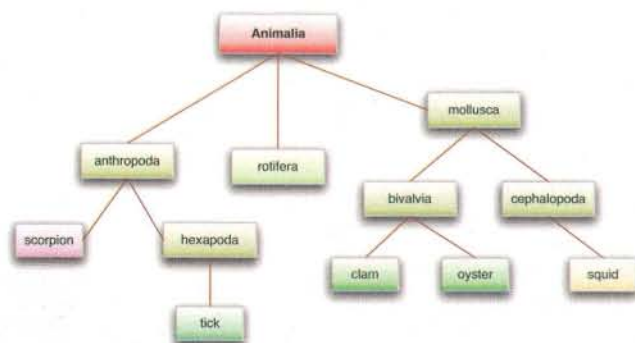 Animalia
mollusca
anthropoda
rotifera
bivalvia
cephalopoda
scorpion
hexapoda
clam
oyster
squid
tick